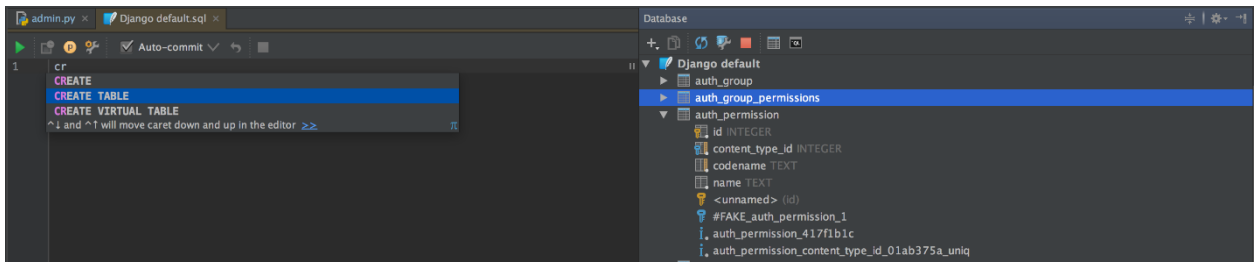 admin.py × Django default.sql ×
Auto-commit
1 cr
CREATE
CREATE TABLE
CREATE VIRTUAL TABLE
^↓ and ^↑ will move caret down and up in the editor >> π
Database
Django default
auth_group
auth_group_permissions
auth_permission
id INTEGER
content_type_id INTEGER
codename TEXT
name TEXT
<unnamed> (id)
#FAKE_auth_permission_1
auth_permission_417f1b1c
auth_permission_content_type_id_01ab375a_uniq